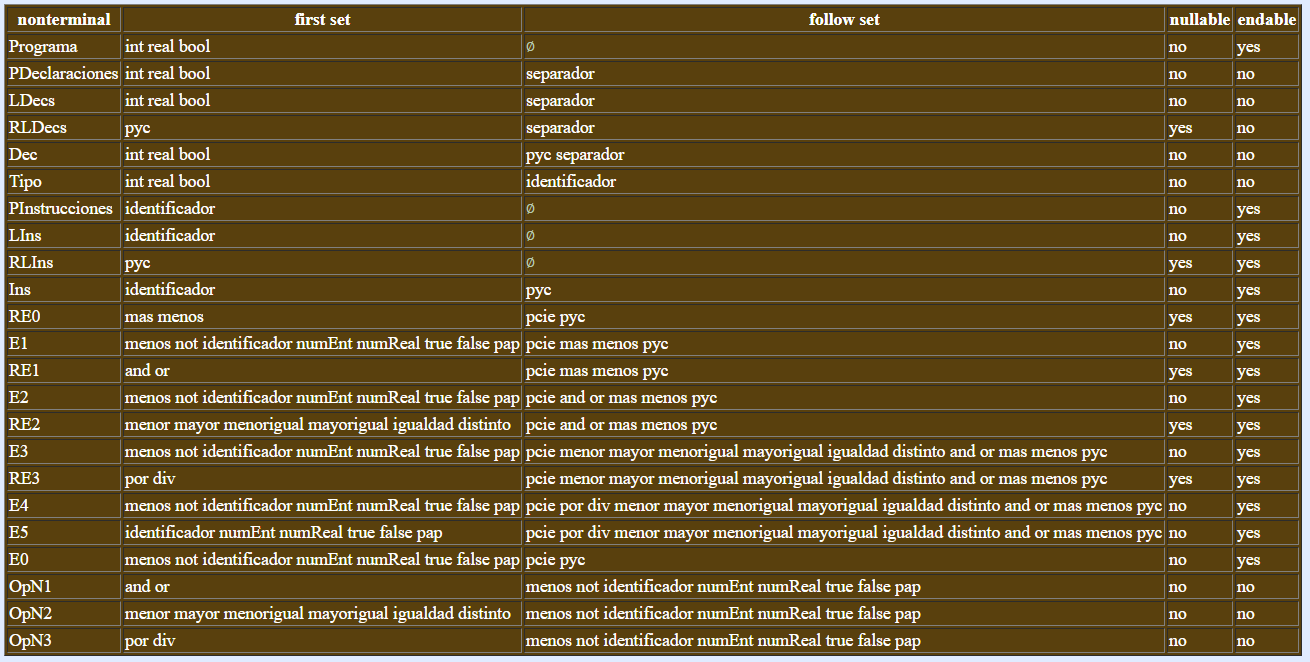 nonterminal first set follow set nullable endable
Programa int real bool ∅ no yes
PDeclaraciones int real bool separador no no
LDecs int real bool separador no no
RLDecs pyc separador yes no
Dec int real bool pyc separador no no
Tipo int real bool identificador no no
PInstrucciones identificador ∅ no yes
LIns identificador ∅ no yes
RLIns pyc ∅ yes yes
Ins identificador pyc no yes
RE0 mas menos pcie pyc yes yes
E1 menos not identificador numEnt numReal true false pap pcie mas menos pyc no yes
RE1 and or pcie mas menos pyc yes yes
E2 menos not identificador numEnt numReal true false pap pcie and or mas menos pyc no yes
RE2 menor mayor menorigual mayorigual igualdad distinto pcie and or mas menos pyc yes yes
E3 menos not identificador numEnt numReal true false pap pcie menor mayor menorigual mayorigual igualdad distinto and or mas menos pyc no yes
RE3 por div pcie menor mayor menorigual mayorigual igualdad distinto and or mas menos pyc yes yes
E4 menos not identificador numEnt numReal true false pap pcie por div menor mayor menorigual mayorigual igualdad distinto and or mas menos pyc no yes
E5 identificador numEnt numReal true false pap pcie por div menor mayor menorigual mayorigual igualdad distinto and or mas menos pyc no yes
E0 menos not identificador numEnt numReal true false pap pcie pyc no yes
OpN1 and or menos not identificador numEnt numReal true false pap no no
OpN2 menor mayor menorigual mayorigual igualdad distinto menos not identificador numEnt numReal true false pap no no
OpN3 por div menos not identificador numEnt numReal true false pap no no